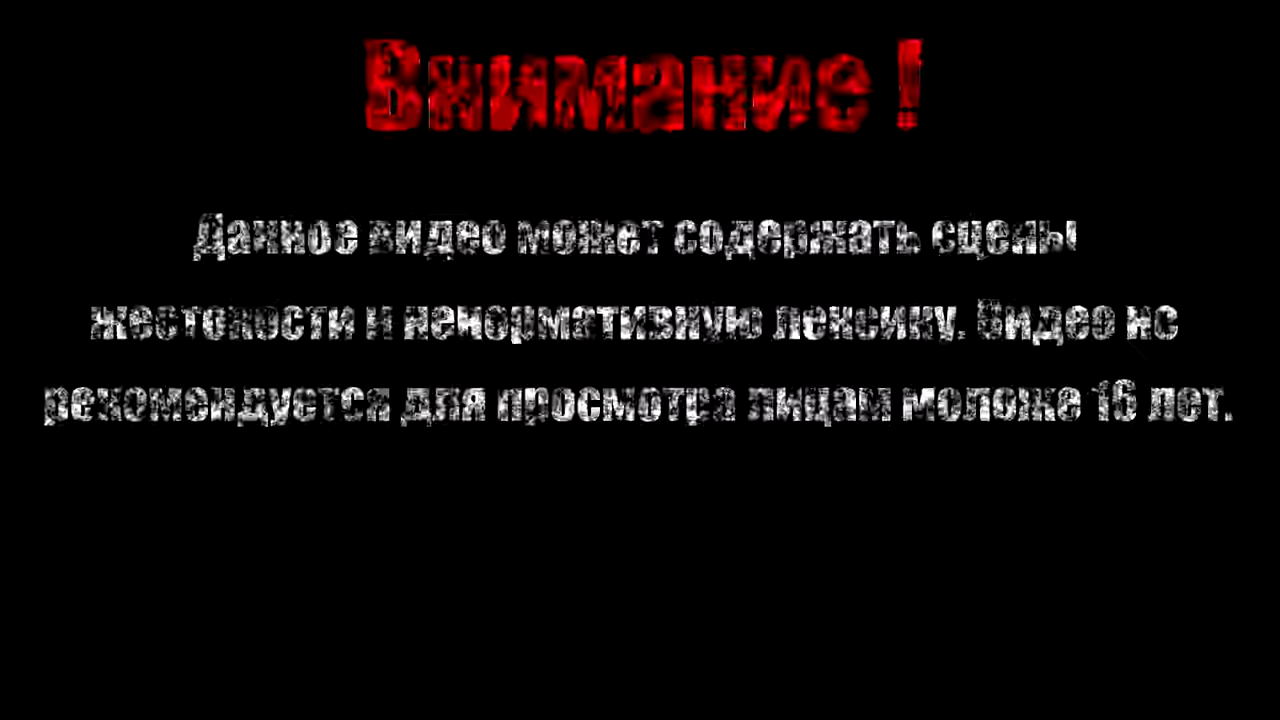 Внимание !
Данное видео может содержать сцены
жестокости и ненормативную лексику. Видео не
рекомендуется для просмотра лицам моложе 16 лет.